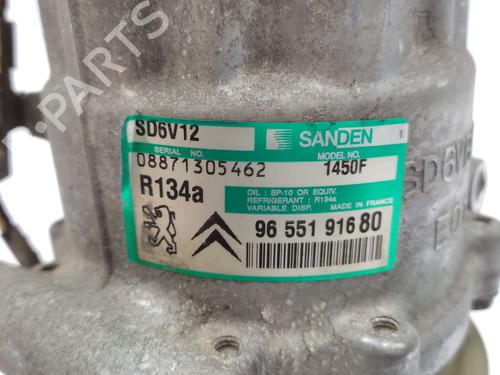 SD6V12
SANDEN
SERIAL NO.
MODEL NO.
08871305462
1450F
R134a
OIL : SP-10 OR EQUIV.
REFRIGERANT : R134a
VARIABLE DISP.
MADE IN FRANCE
96 551 916 80
SD6V
B-PARTS